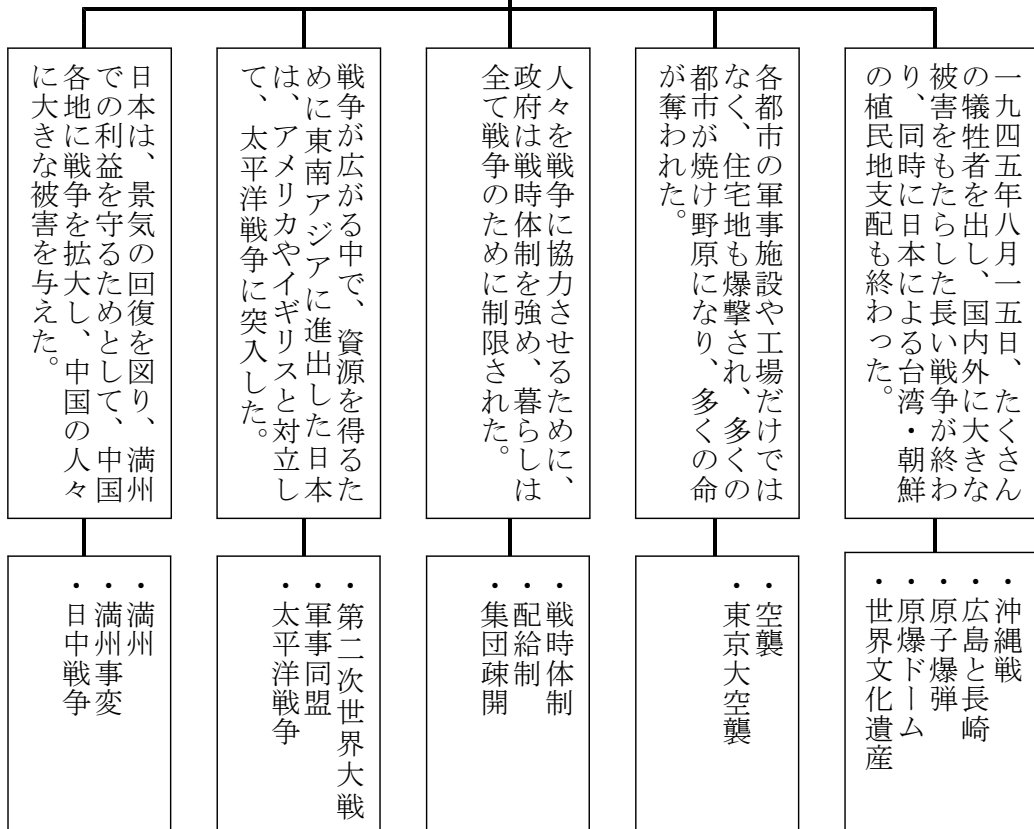 一九四五年八月一五日、たくさん
の犠牲者を出し、国内外に大きな
被害をもたらした長い戦争が終わ
り、同時に日本による台湾・朝鮮
の植民地支配も終わった。
・沖縄戦
・広島と長崎
・原子爆弾
・原爆ドーム
・世界文化遺産
各都市の軍事施設や工場だけでは
なく、住宅地も爆撃され、多くの
都市が焼け野原になり、多くの命
が奪われた。
・空襲
・東京大空襲
人々を戦争に協力させるために、
政府は戦時体制を強め、暮らしは
全て戦争のために制限された。
・戦時体制
・配給制
・集団疎開
戦争が広がる中で、資源を得るた
めに東南アジアに進出した日本
は、アメリカやイギリスと対立し
て、太平洋戦争に突入した。
・第二次世界大戦
・軍事同盟
・太平洋戦争
日本は、景気の回復を図り、満州
での利益を守るためとして、中国
各地に戦争を拡大し、中国の人々
に大きな被害を与えた。
・満州
・満州事変
・日中戦争